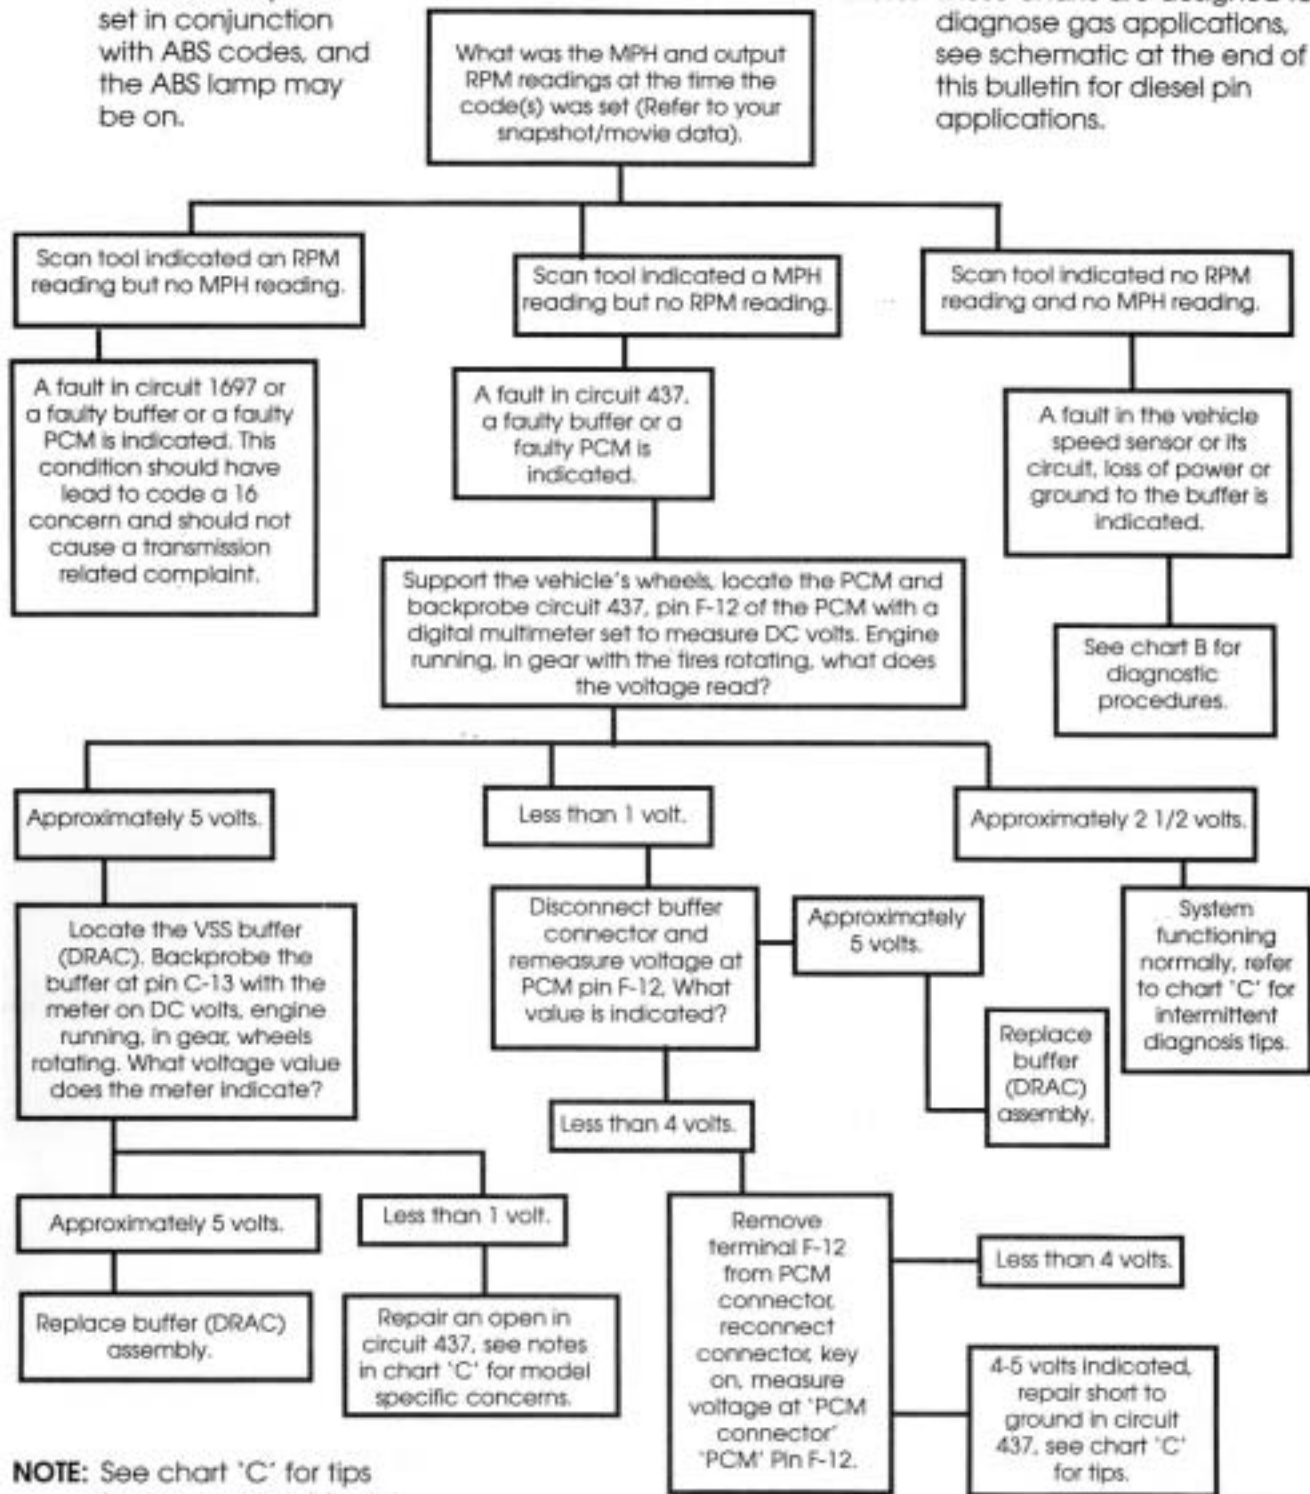 set in conjunction
with ABS codes, and
the ABS lamp may
be on.
diagnose gas applications,
see schematic at the end of
this bulletin for diesel pin
applications.
What was the MPH and output
RPM readings at the time the
code(s) was set (Refer to your
snapshot/movie data).
Scan tool indicated an RPM
reading but no MPH reading.
Scan tool indicated a MPH
reading but no RPM reading.
Scan tool indicated no RPM
reading and no MPH reading.
A fault in circuit 1697 or
a faulty buffer or a faulty
PCM is indicated. This
condition should have
lead to code a 16
concern and should not
cause a transmission
related complaint.
A fault in circuit 437,
a faulty buffer or a
faulty PCM is
indicated.
A fault in the vehicle
speed sensor or its
circuit, loss of power or
ground to the buffer is
indicated.
Support the vehicle's wheels, locate the PCM and
backprobe circuit 437, pin F-12 of the PCM with a
digital multimeter set to measure DC volts. Engine
running, in gear with the tires rotating, what does
the voltage read?
See chart B for
diagnostic
procedures.
Approximately 5 volts.
Less than 1 volt.
Approximately 2 1/2 volts.
Locate the VSS buffer
(DRAC). Backprobe the
buffer at pin C-13 with the
meter on DC volts, engine
running, in gear, wheels
rotating. What voltage value
does the meter indicate?
Disconnect buffer
connector and
remeasure voltage at
PCM pin F-12. What
value is indicated?
Approximately
5 volts.
System
functioning
normally, refer
to chart 'C' for
intermittent
diagnosis tips.
Replace
buffer
(DRAC)
assembly.
Less than 4 volts.
Approximately 5 volts.
Less than 1 volt.
Remove
terminal F-12
from PCM
connector,
reconnect
connector, key
on, measure
voltage at 'PCM
connector'
'PCM' Pin F-12.
Less than 4 volts.
Replace buffer (DRAC)
assembly.
Repair an open in
circuit 437, see notes
in chart 'C' for model
specific concerns.
4-5 volts indicated,
repair short to
ground in circuit
437, see chart 'C'
for tips.
NOTE: See chart 'C' for tips